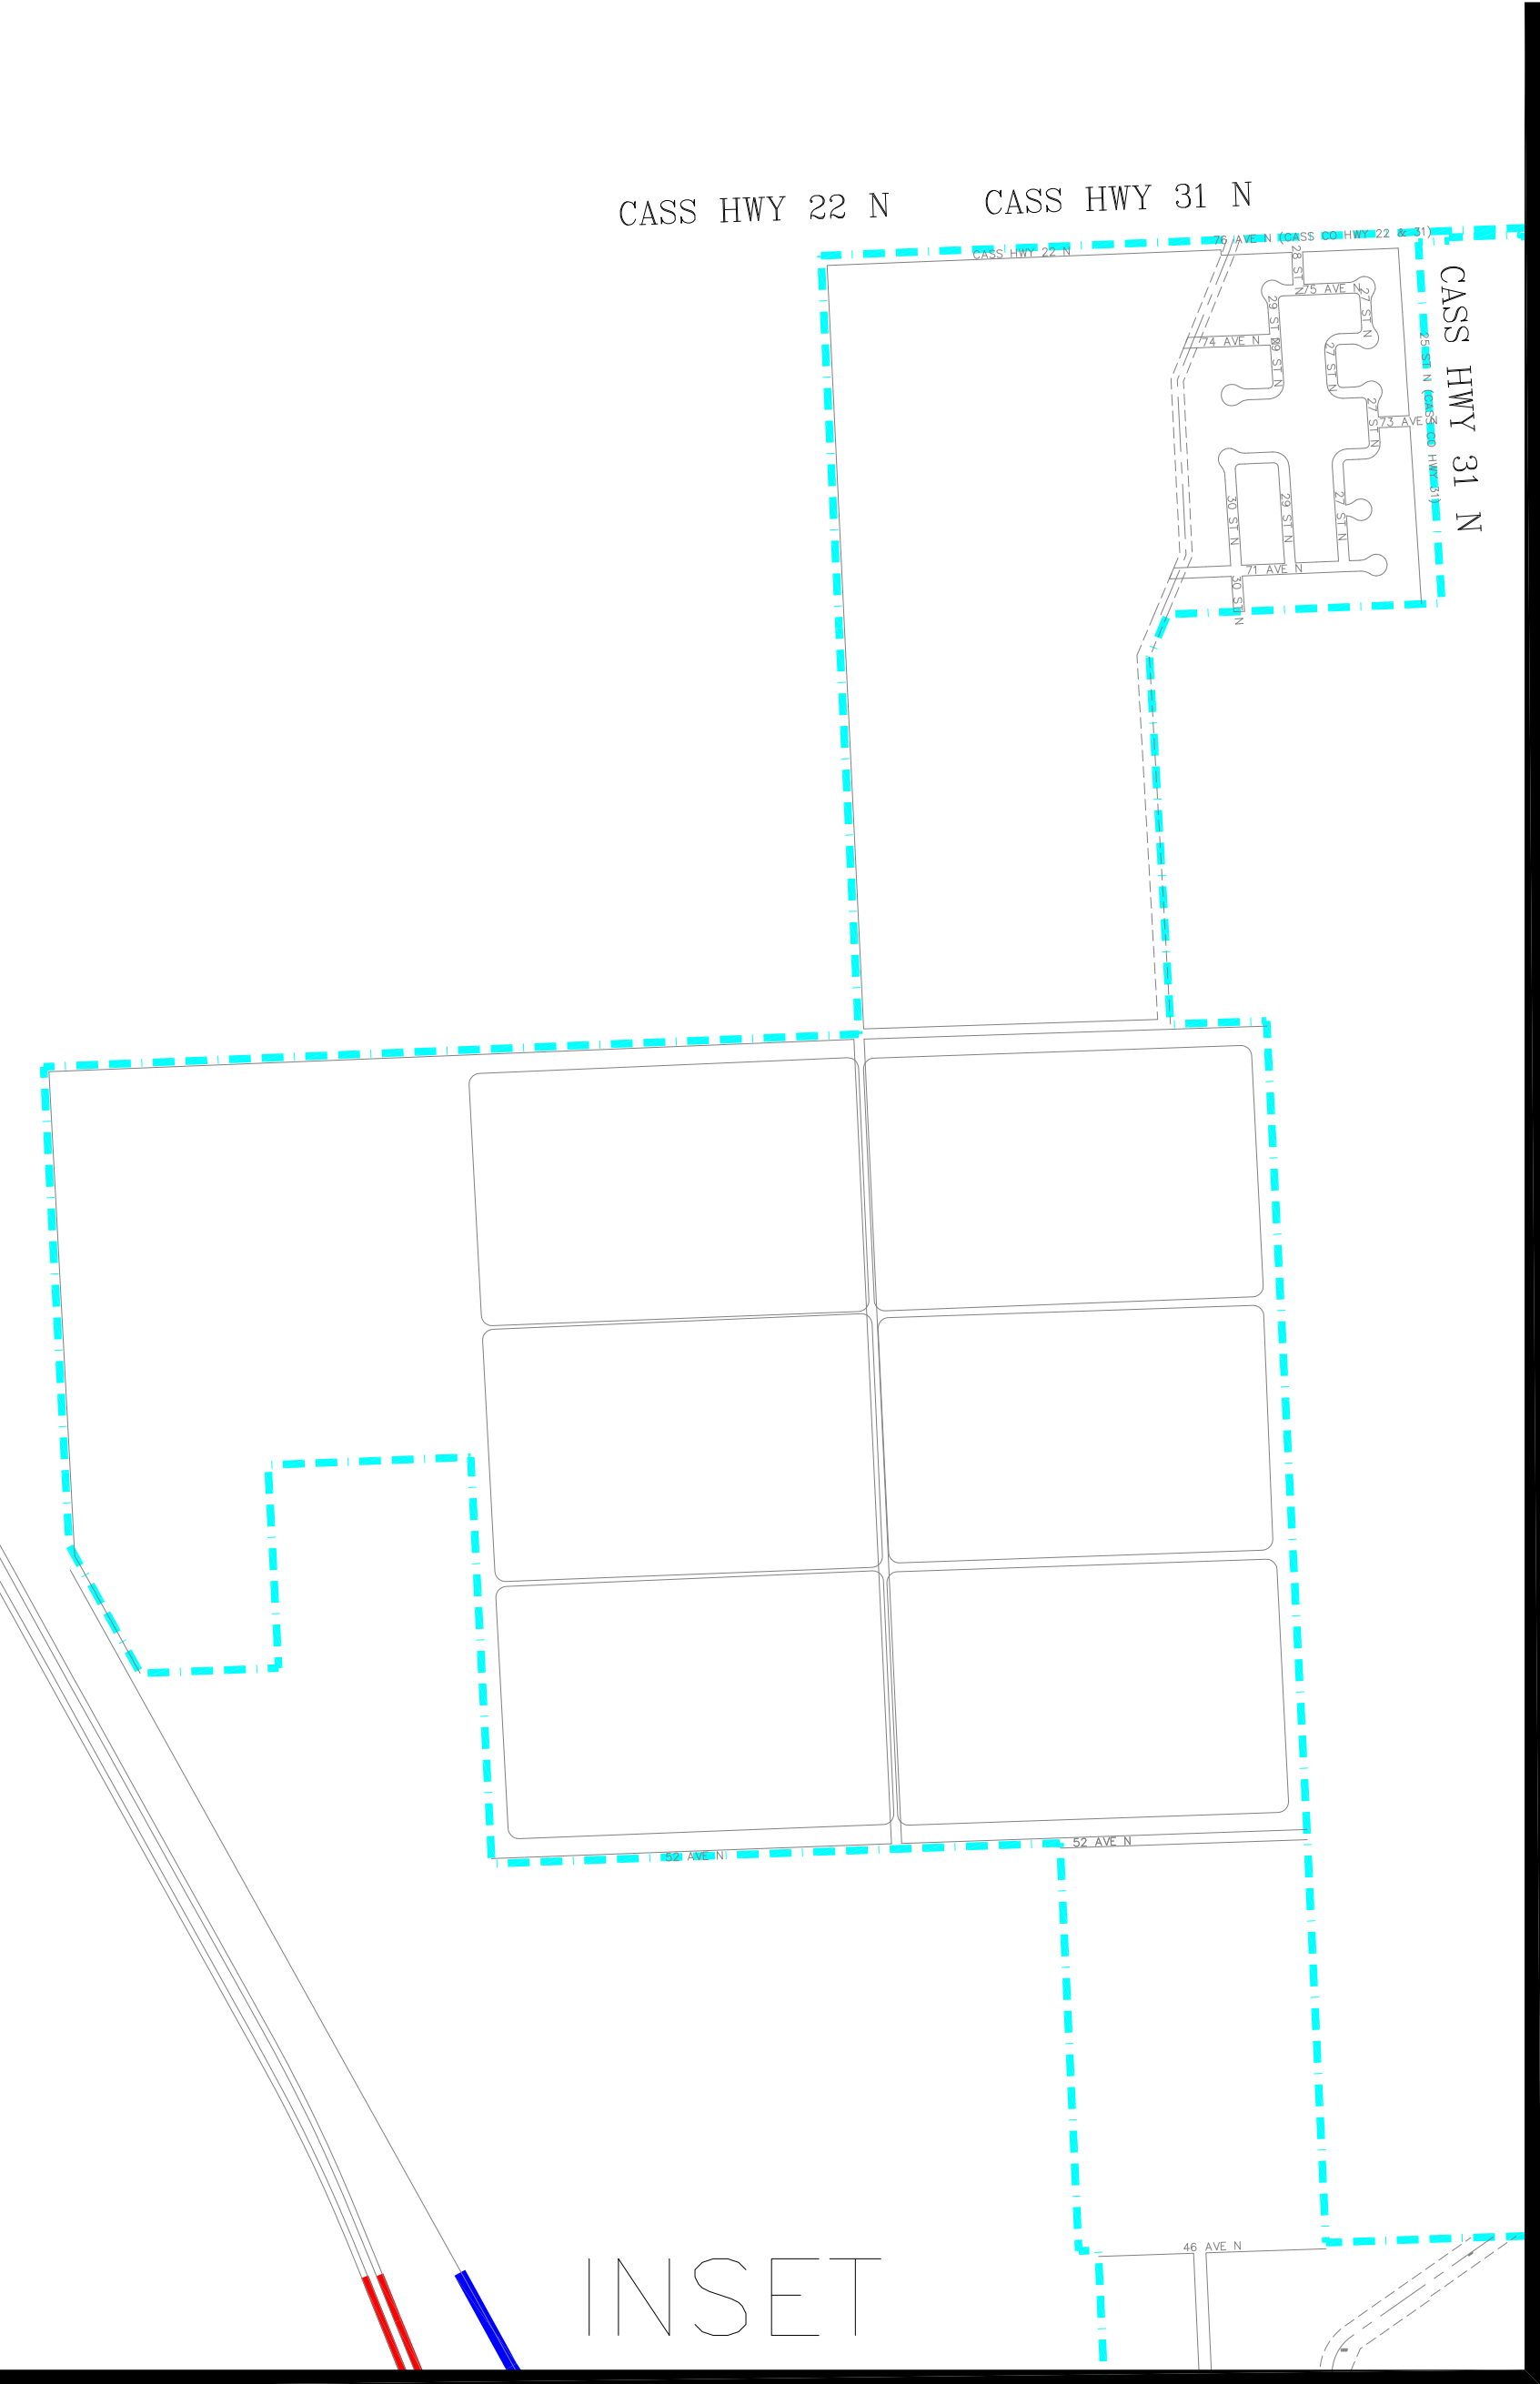 CASS HWY 22 N
CASS HWY 31 N
76 AVE N (CASS CO HWY 22 & 31)
CASS HWY 22 N
28 ST N
CASS HWY 31 N
25 ST N (CASS CO HWY 31)
75 AVE N
27 ST N
29 ST N
74 AVE N
29 ST N
27 ST N
27 ST N
73 AVE N
30 ST N
29 ST N
27 ST N
71 AVE N
30 ST N
52 AVE N
52 AVE N
46 AVE N
INSET